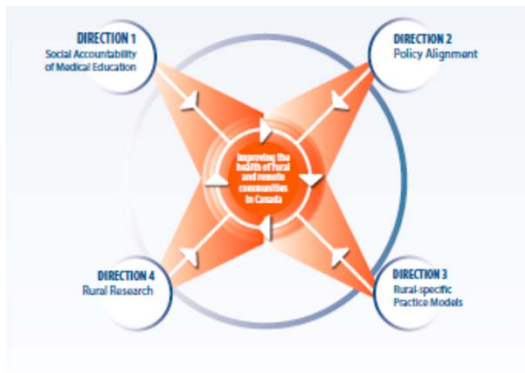 DIRECTION 1
Social Accountability
of Medical Education
DIRECTION 2
Policy Alignment
Improving the
health of rural
and remote
communities
in Canada
DIRECTION 4
Rural Research
DIRECTION 3
Rural-specific
Practice Models